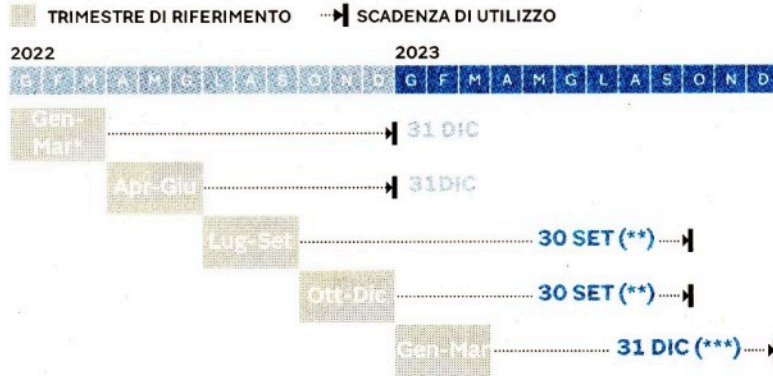 TRIMESTRE DI RIFERIMENTO SCADENZA DI UTILIZZO
2022 2023
G F M A M G L A S O N D G F M A M G L A S O N D
Gen-
Mar* 31 DIC
Apr-Giu 31DIC
Lug-Set 30 SET (**)
Ott-Dic 30 SET (**)
Gen-Mar 31 DIC (***)